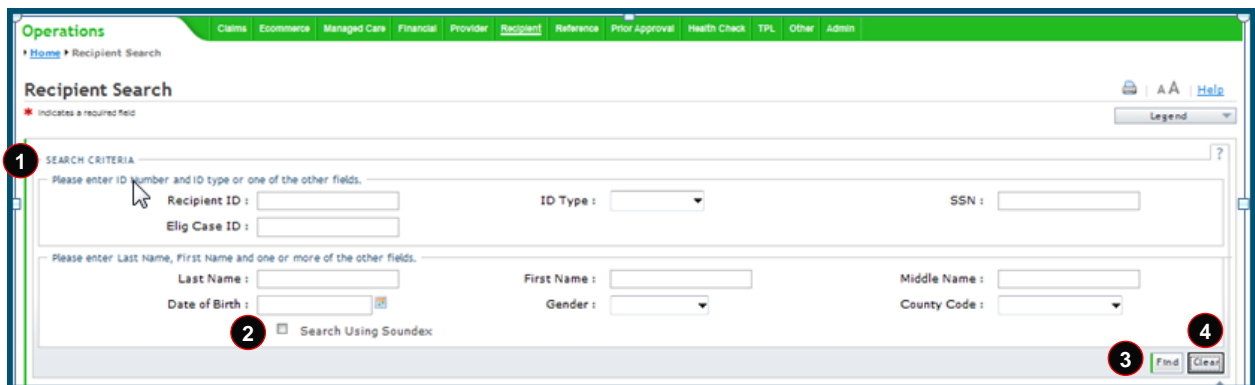 Operations
Claims Ecommerce Managed Care Financial Provider Recipient Reference Prior Approval Health Check TPL Other Admin
Home Recipient Search
Recipient Search
A A | Help
* Indicates a required field
Legend
1
SEARCH CRITERIA
?
Please enter ID Number and ID type or one of the other fields.
Recipient ID : ID Type : SSN :
Elig Case ID :
Please enter Last Name, First Name and one or more of the other fields.
Last Name : First Name : Middle Name :
Date of Birth : Gender : County Code :
2 Search Using Soundex
3 Find 4 Clear